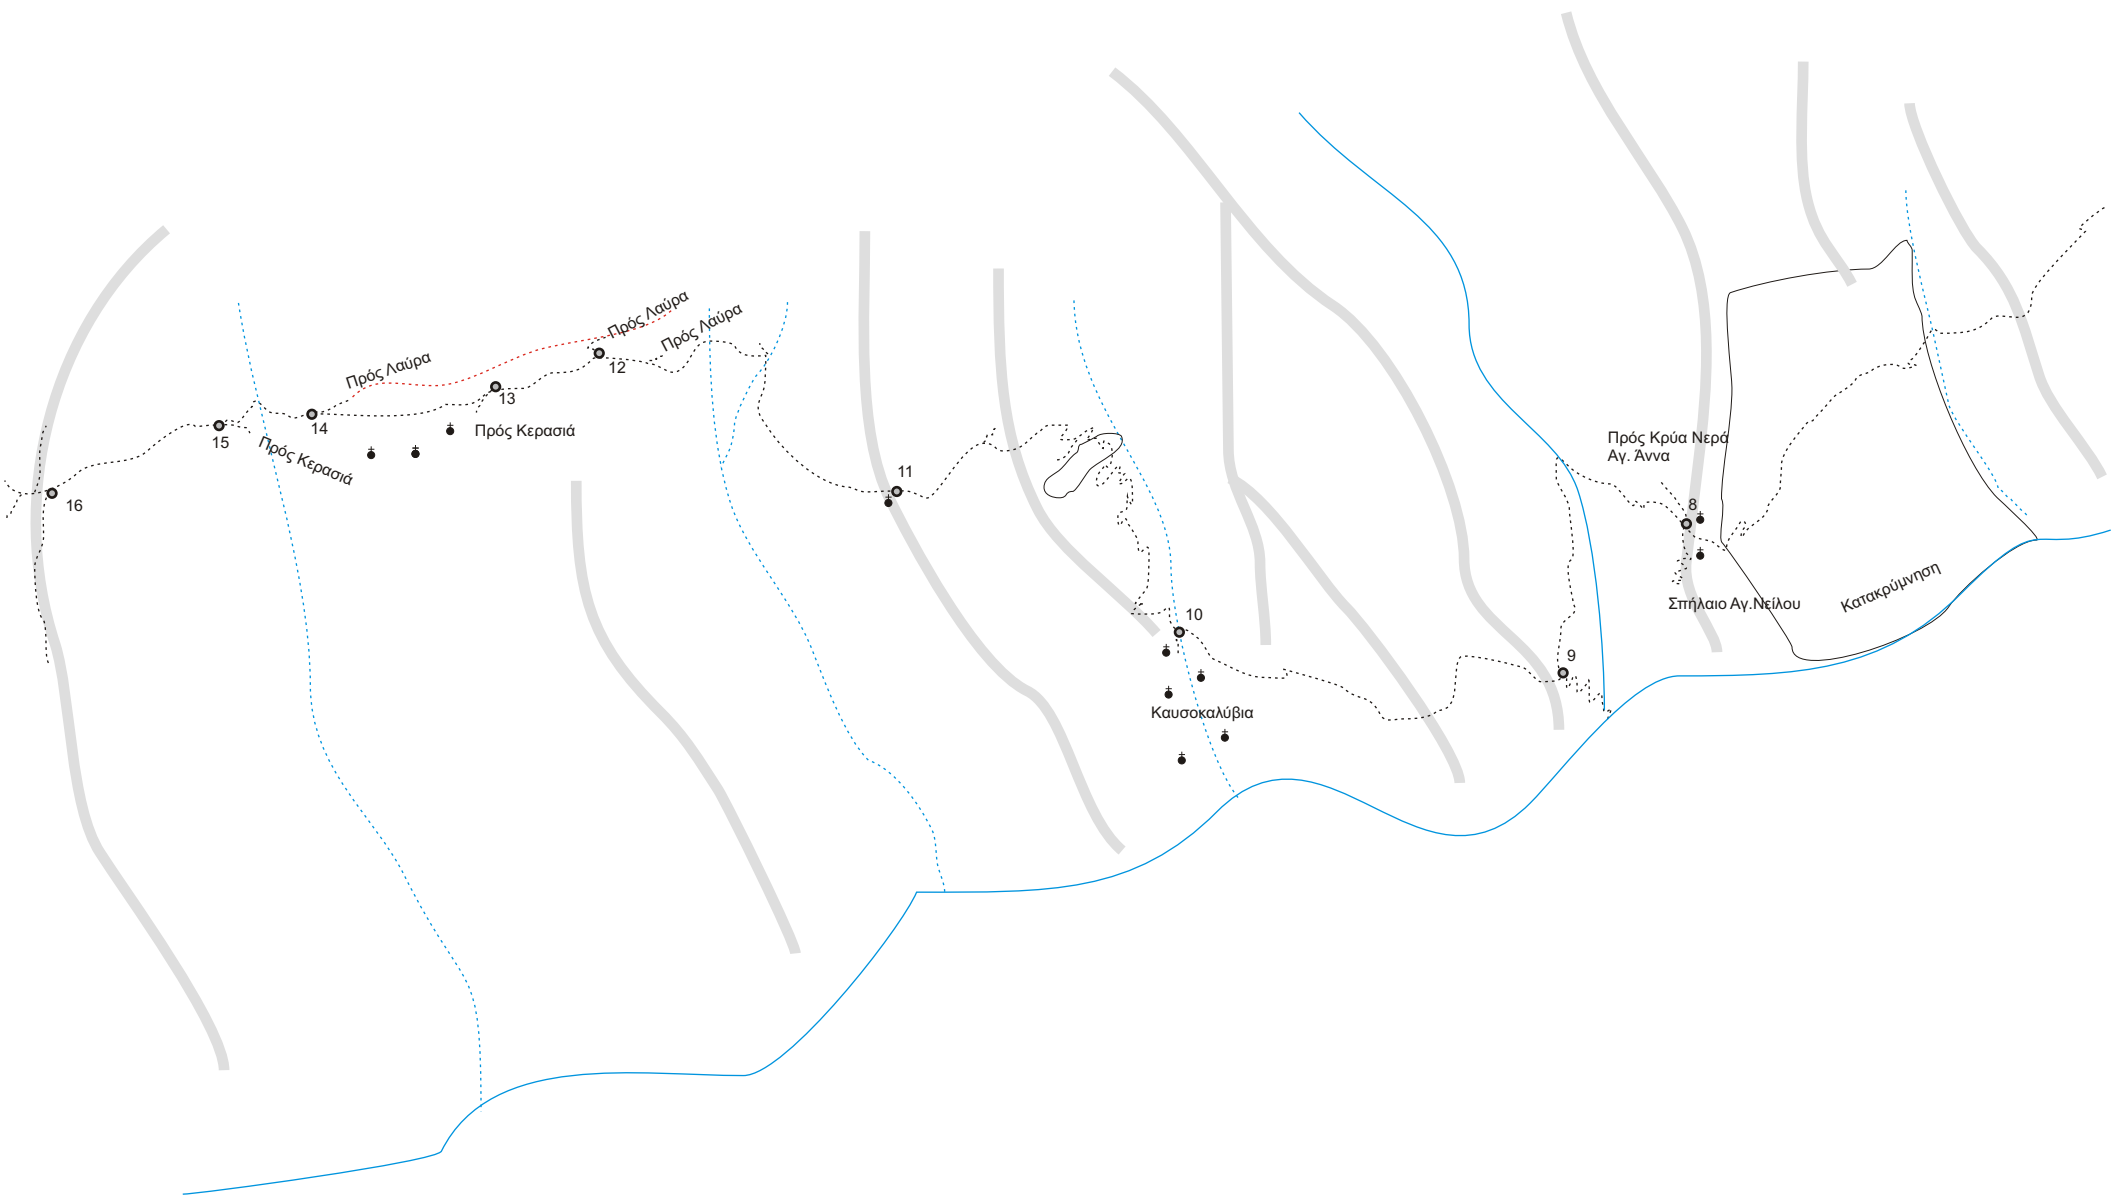 Πρός Λαύρα
Πρός Λαύρα
Πρός Λαύρα
12
13
14
15
Πρός Κερασιά
Πρός Κερασιά
16
11
Πρός Κρύα Νερά
Αγ. Άννα
8
Σπήλαιο Αγ.Νείλου
Κατακρύμνηση
10
9
Καυσοκαλύβια